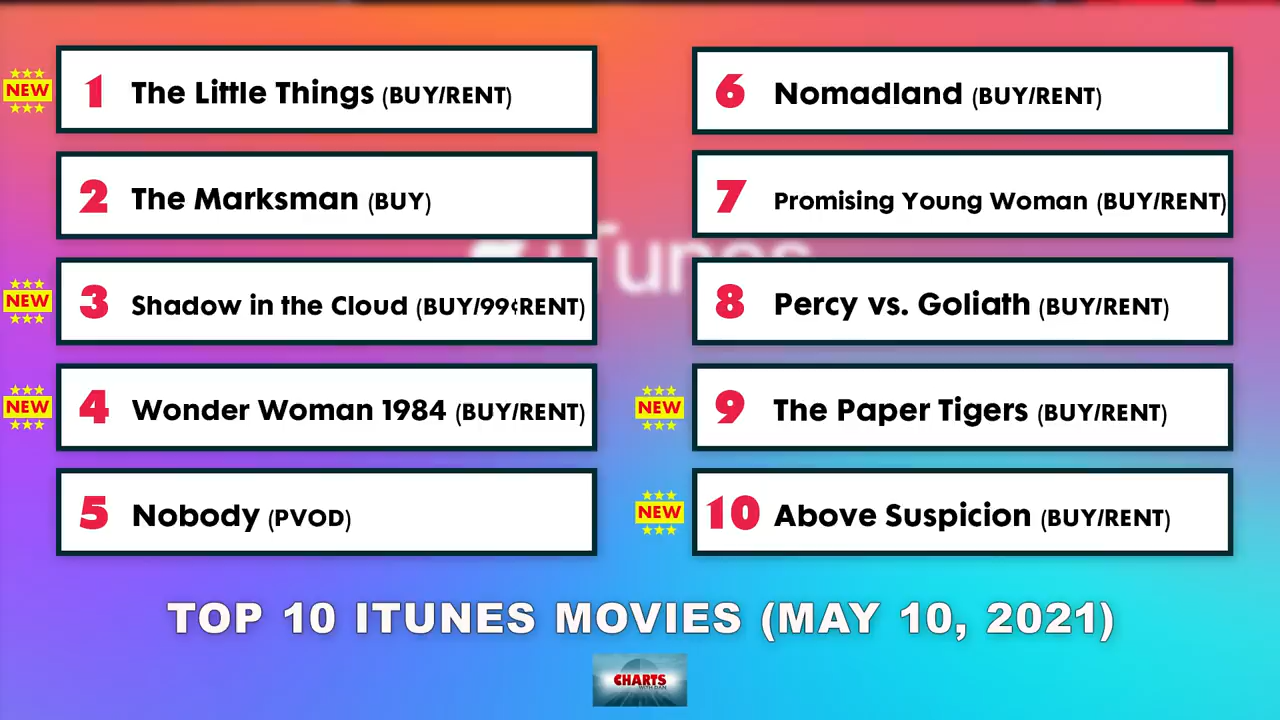 NEW
1 The Little Things (BUY/RENT)
2 The Marksman (BUY)
NEW
3 Shadow in the Cloud (BUY/99¢RENT)
NEW
4 Wonder Woman 1984 (BUY/RENT)
5 Nobody (PVOD)
6 Nomadland (BUY/RENT)
7 Promising Young Woman (BUY/RENT)
8 Percy vs. Goliath (BUY/RENT)
NEW
9 The Paper Tigers (BUY/RENT)
NEW
10 Above Suspicion (BUY/RENT)
iTunes
TOP 10 ITUNES MOVIES (MAY 10, 2021)
CHARTS
WITH DAN